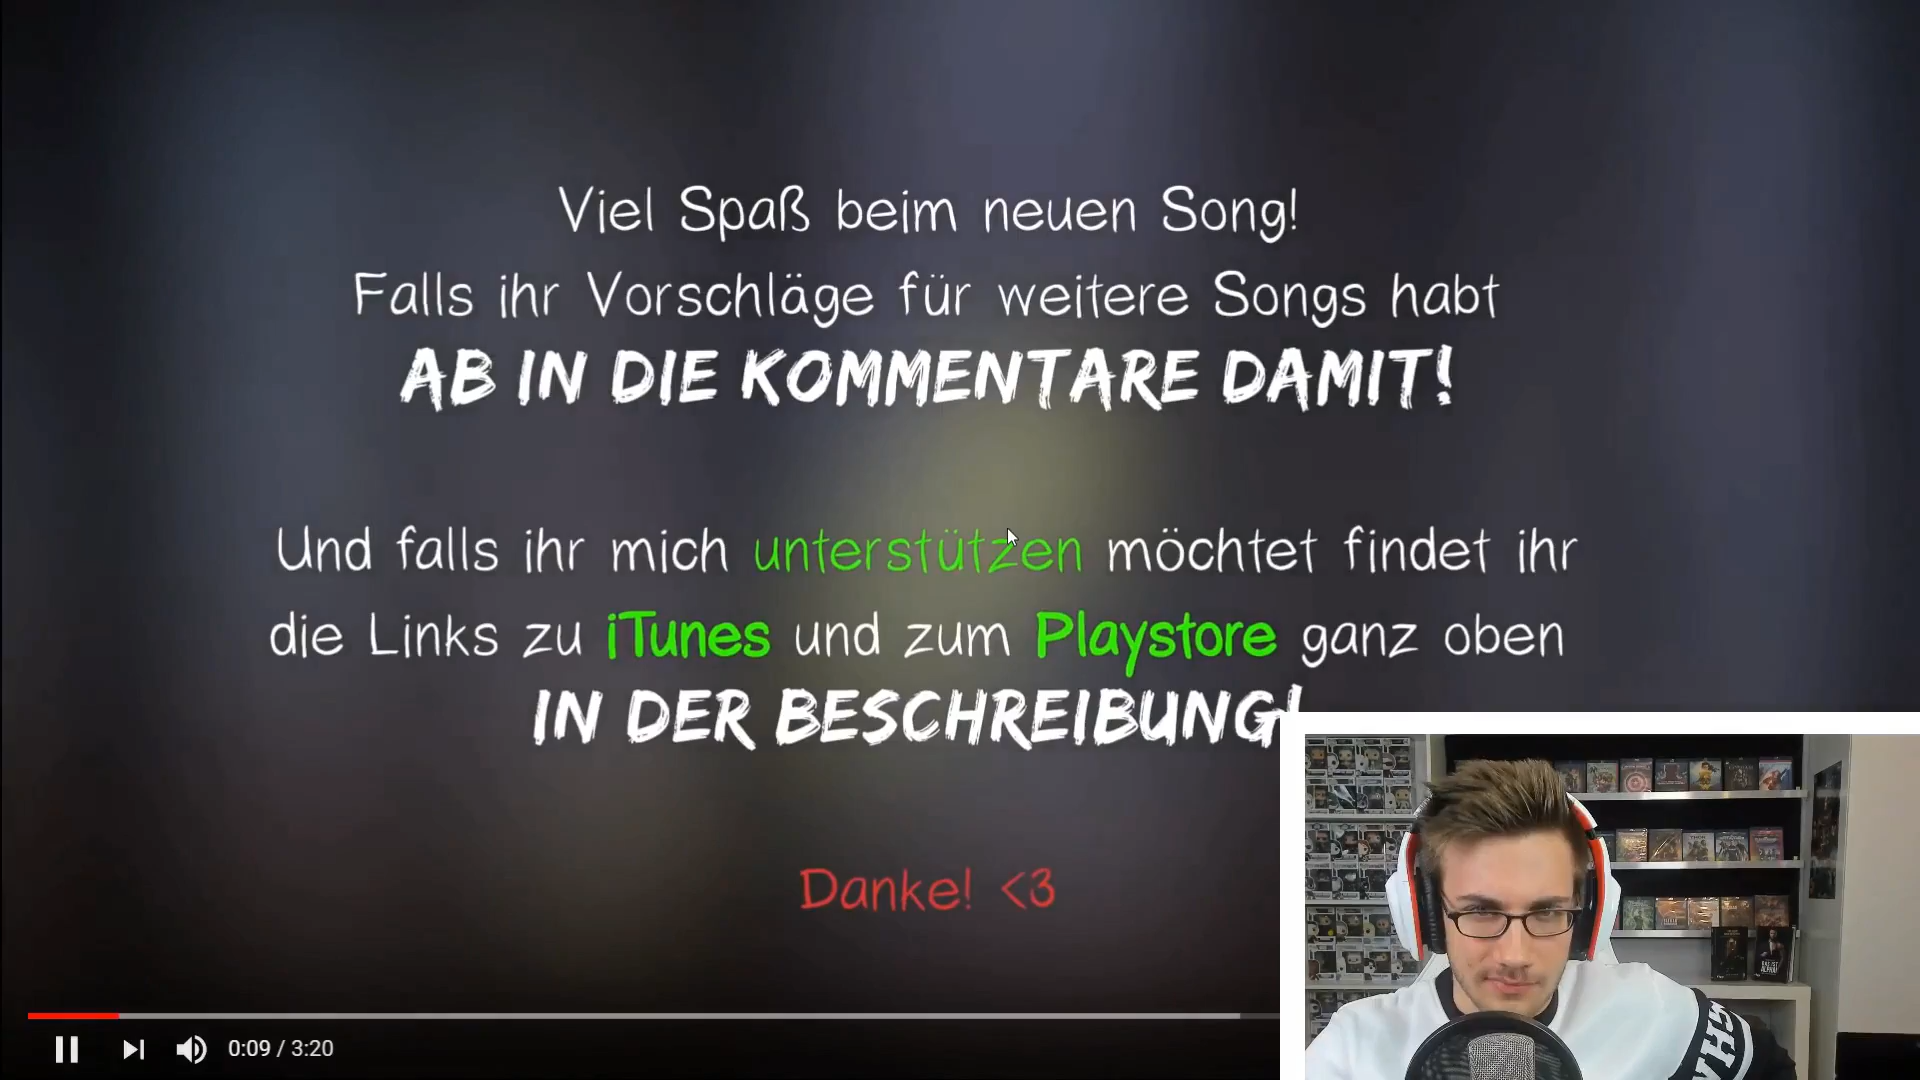 Viel Spaß beim neuen Song!
Falls ihr Vorschläge für weitere Songs habt
AB IN DIE KOMMENTARE DAMIT!
Und falls ihr mich unterstützen möchtet findet ihr
die Links zu iTunes und zum Playstore ganz oben
IN DER BESCHREIBUNG!
Danke! <3
0:09 / 3:20